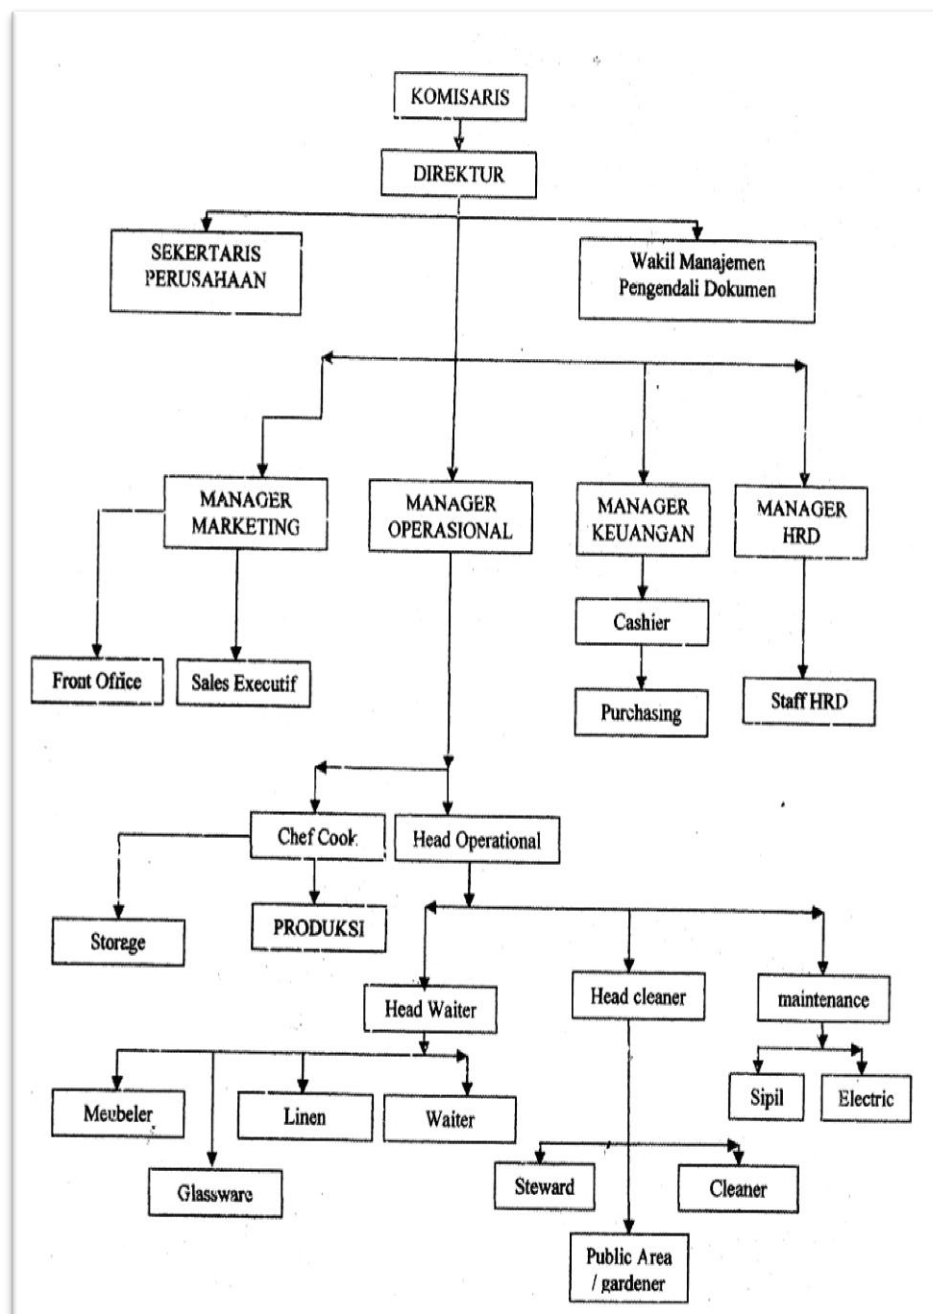 KOMISARIS
DIREKTUR
SEKERTARIS
PERUSAHAAN
Wakil Manajemen
Pengendali Dokumen
MANAGER
MARKETING
MANAGER
OPERASIONAL
MANAGER
KEUANGAN
MANAGER
HRD
Cashier
Front Office
Sales Executif
Purchasing
Staff HRD
Chef Cook
Head Operational
Storage
PRODUKSI
Head Waiter
Head cleaner
maintenance
Meubeler
Linen
Waiter
Sipil
Electric
Glassware
Steward
Cleaner
Public Area
/ gardener